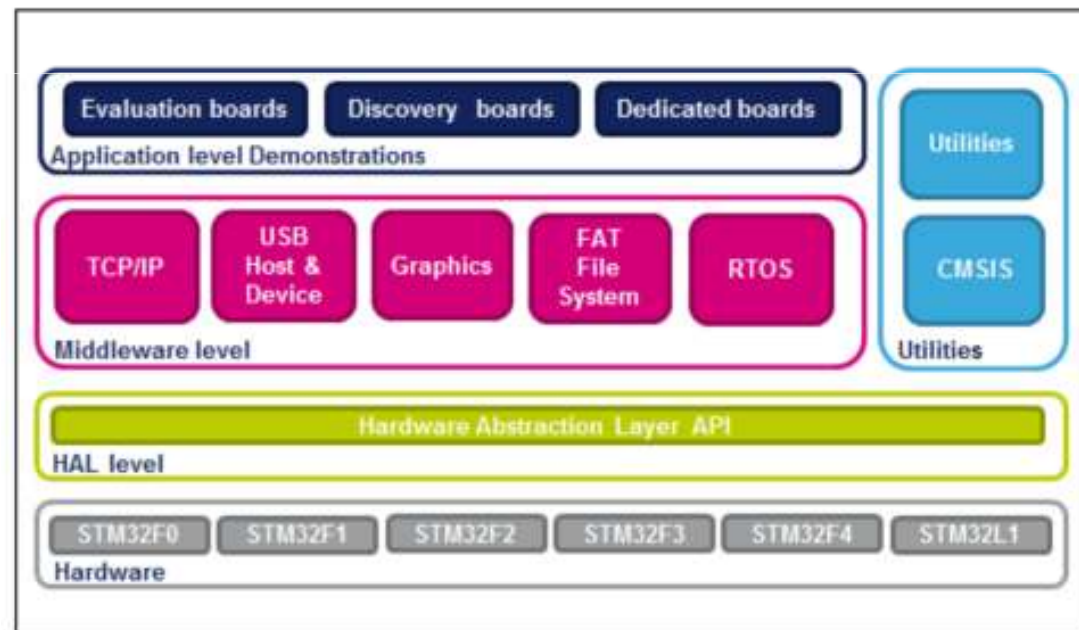 Evaluation boards
Discovery boards
Dedicated boards
Application level Demonstrations
Utilities
CMSIS
Utilities
TCP/IP
USB
Host &
Device
Graphics
FAT
File
System
RTOS
Middleware level
Hardware Abstraction Layer API
HAL level
STM32F0
STM32F1
STM32F2
STM32F3
STM32F4
STM32L1
Hardware